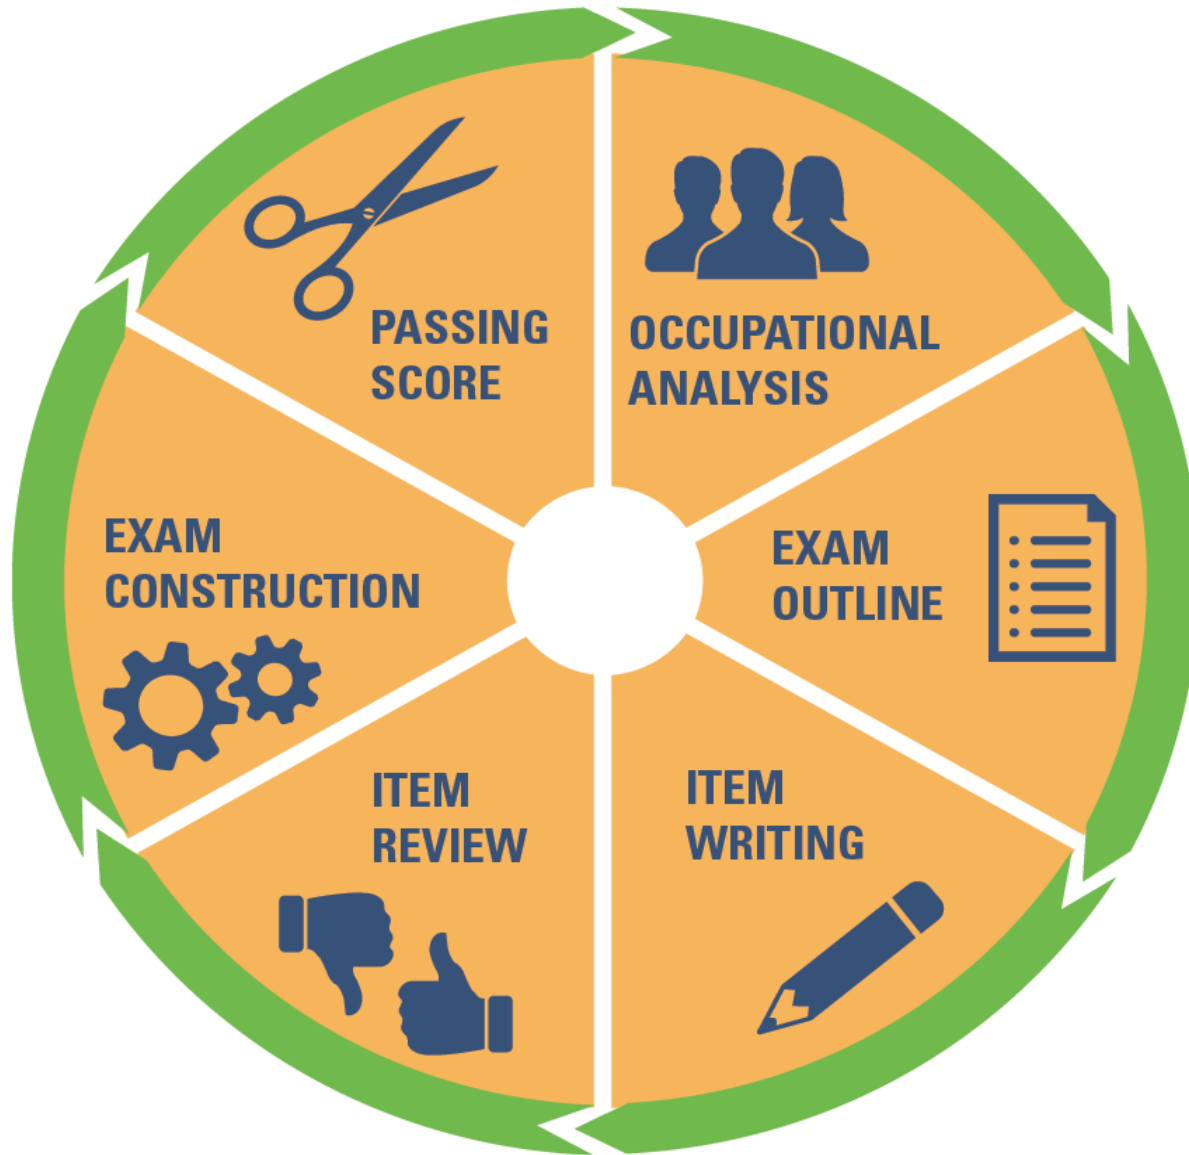 PASSING
SCORE
OCCUPATIONAL
ANALYSIS
EXAM
OUTLINE
ITEM
WRITING
ITEM
REVIEW
EXAM
CONSTRUCTION